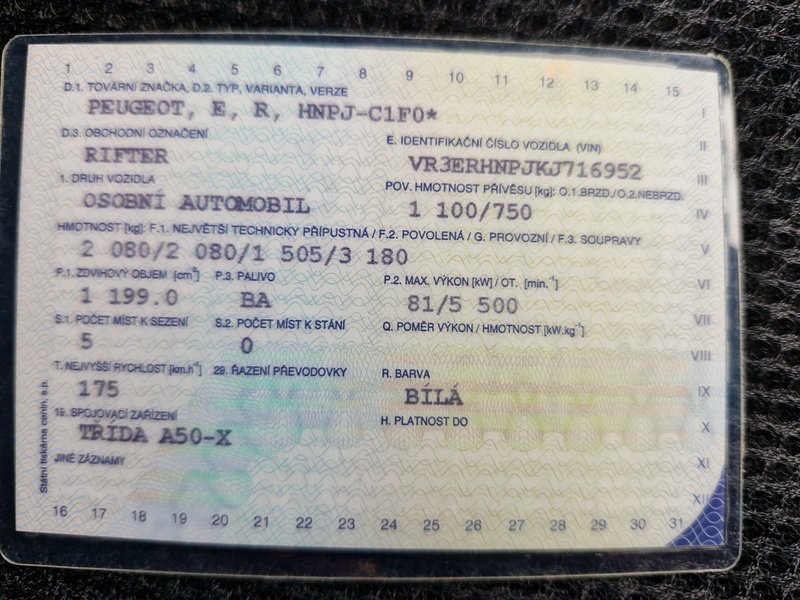 1 2 3 4 5 6 7 8 9 10 11 12 13 14 15
D.1. TOVÁRNÍ ZNAČKA, D.2. TYP, VARIANTA, VERZE
I
PEUGEOT, E, R, HNPJ-C1F0*
D.3. OBCHODNÍ OZNAČENÍ
E. IDENTIFIKAČNÍ ČÍSLO VOZIDLA (VIN)
II
RIFTER
VR3ERHNPJKJ716952
III
1. DRUH VOZIDLA
POV. HMOTNOST PŘÍVĚSU [kg]: O.1.BRZD./O.2.NEBRZD.
OSOBNÍ AUTOMOBIL
1 100/750
IV
HMOTNOST [kg]: F.1. NEJVĚTŠÍ TECHNICKY PŘÍPUSTNÁ / F.2. POVOLENÁ / G. PROVOZNÍ / F.3. SOUPRAVY
V
2 080/2 080/1 505/3 180
P.1. ZDVIHOVÝ OBJEM [cm³]
P.3. PALIVO
P.2. MAX. VÝKON [kW] / OT. [min.⁻¹]
VI
1 199.0
BA
81/5 500
S.1. POČET MÍST K SEZENÍ
S.2. POČET MÍST K STÁNÍ
Q. POMĚR VÝKON / HMOTNOST [kW.kg⁻¹]
VII
5
0
VIII
T. NEJVYŠŠÍ RYCHLOST [km.h⁻¹]
29. ŘAZENÍ PŘEVODOVKY
R. BARVA
175
BÍLÁ
IX
18. SPOJOVACÍ ZAŘÍZENÍ
H. PLATNOST DO
X
TŘÍDA A50-X
JINÉ ZÁZNAMY
XI
XII
Státní tiskárna cenin, s.p.
16 17 18 19 20 21 22 23 24 25 26 27 28 29 30 31